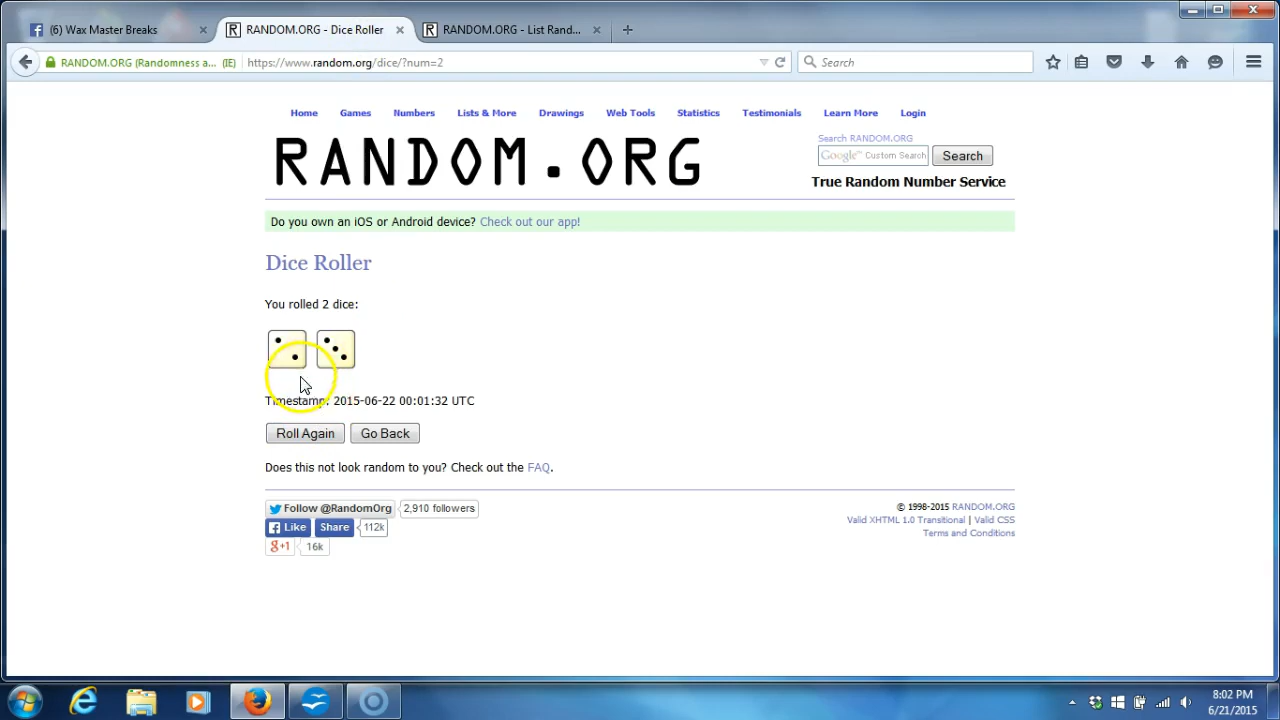 (6) Wax Master Breaks
RANDOM.ORG - Dice Roller
RANDOM.ORG - List Rand...
RANDOM.ORG (Randomness a... (IE)
https://www.random.org/dice/?num=2
Search
Home Games Numbers Lists & More Drawings Web Tools Statistics Testimonials Learn More Login
RANDOM.ORG
Search RANDOM.ORG
Google™ Custom Search
Search
True Random Number Service
Do you own an iOS or Android device? Check out our app!
Dice Roller
You rolled 2 dice:
Timestamp: 2015-06-22 00:01:32 UTC
Roll Again
Go Back
Does this not look random to you? Check out the FAQ.
Follow @RandomOrg 2,910 followers
Like Share 112k
g+1 16k
© 1998-2015 RANDOM.ORG
Valid XHTML 1.0 Transitional | Valid CSS
Terms and Conditions
8:02 PM
6/21/2015